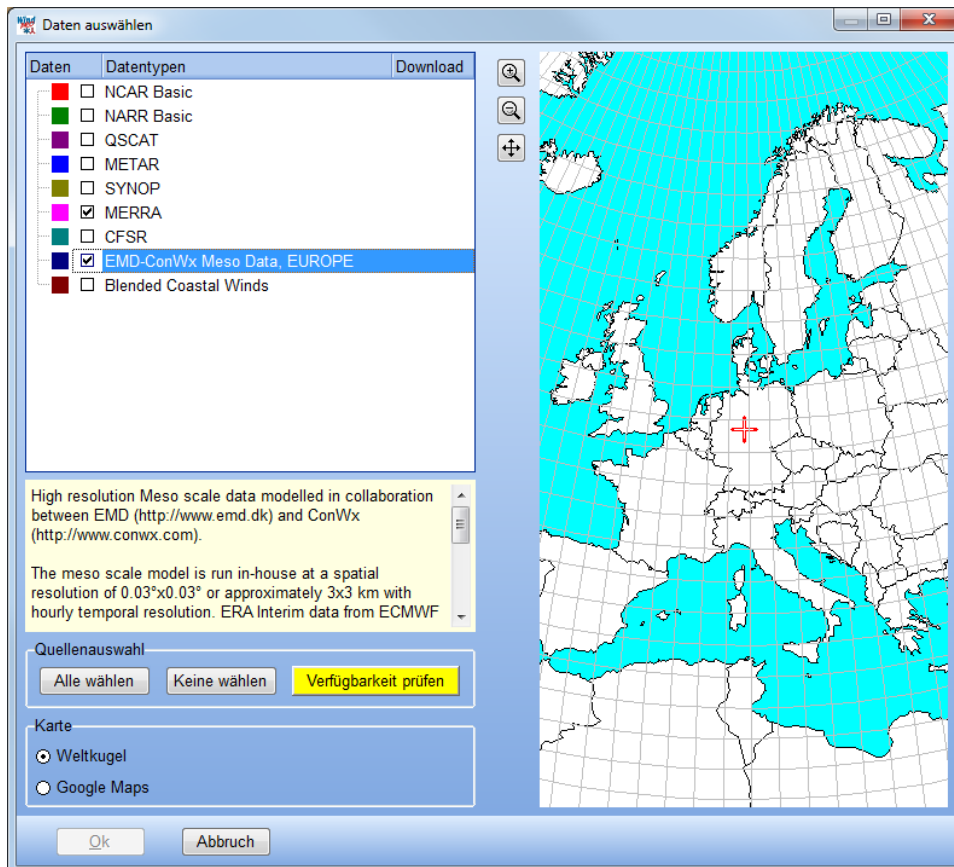 Daten auswählen
Daten Datentypen Download
NCAR Basic
NARR Basic
QSCAT
METAR
SYNOP
MERRA
CFSR
EMD-ConWx Meso Data, EUROPE
Blended Coastal Winds
High resolution Meso scale data modelled in collaboration
between EMD (http://www.emd.dk) and ConWx
(http://www.conwx.com).
The meso scale model is run in-house at a spatial
resolution of 0.03°x0.03° or approximately 3x3 km with
hourly temporal resolution. ERA Interim data from ECMWF
Quellenauswahl
Alle wählen Keine wählen Verfügbarkeit prüfen
Karte
Weltkugel
Google Maps
Ok Abbruch